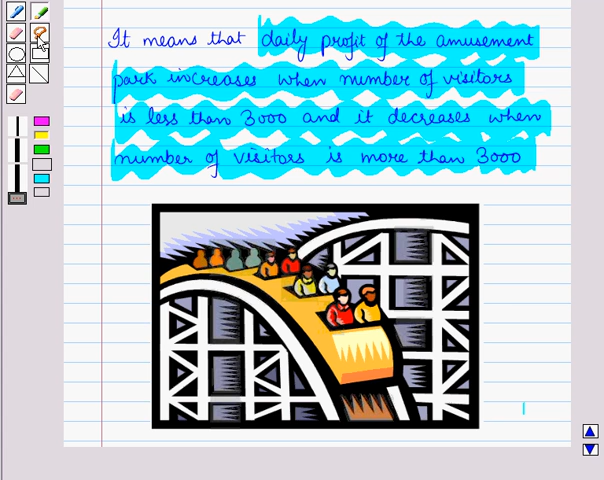 It means that daily profit of the amusement
park increases when number of visitors
is less than 3000 and it decreases when
number of visitors is more than 3000